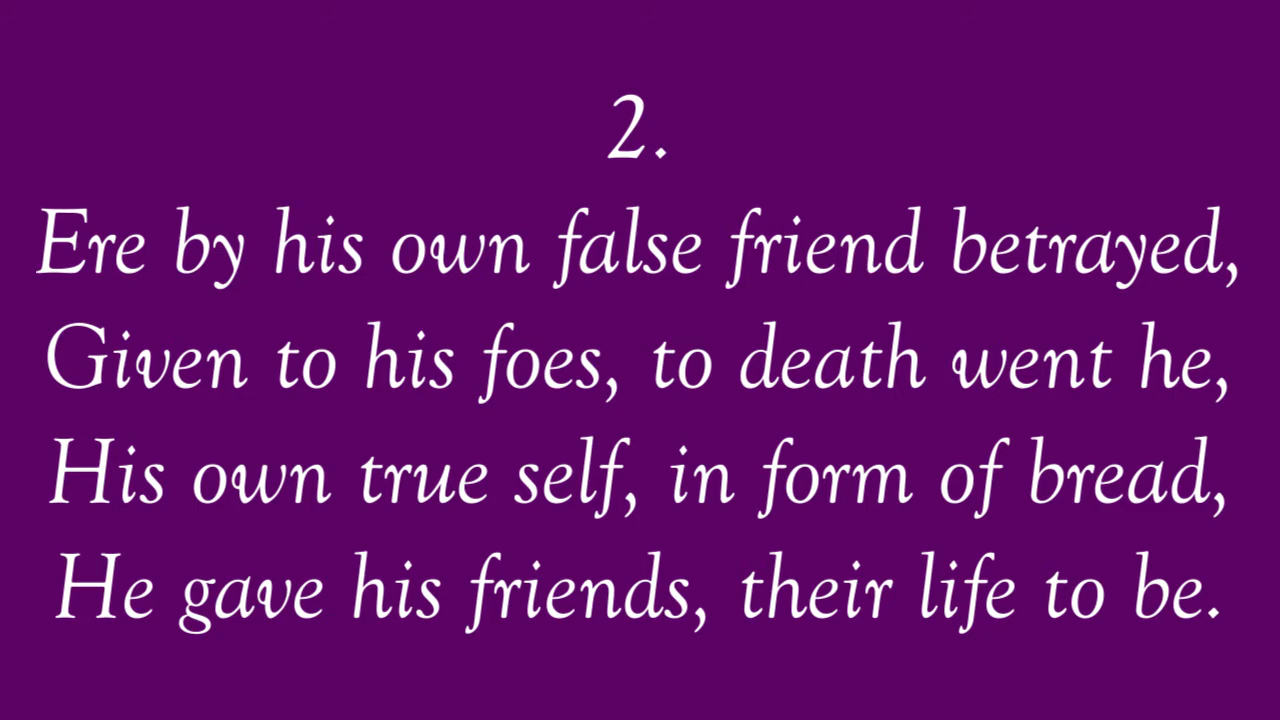 2.
Ere by his own false friend betrayed,
Given to his foes, to death went he,
His own true self, in form of bread,
He gave his friends, their life to be.